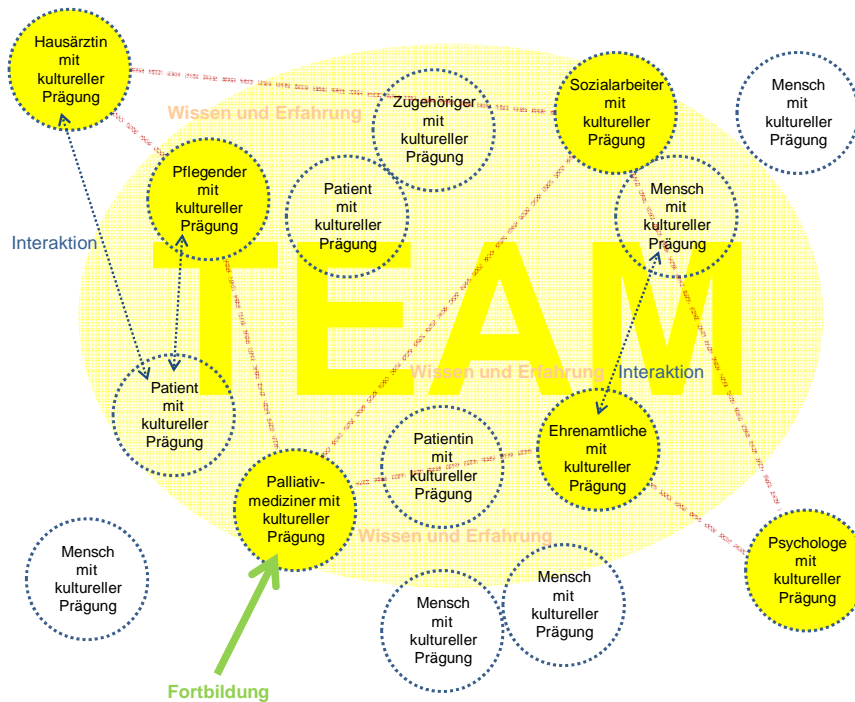 Hausärztin
mit
kultureller
Prägung
Zugehöriger
mit
kultureller
Prägung
Sozialarbeiter
mit
kultureller
Prägung
Mensch
mit
kultureller
Prägung
Wissen und Erfahrung
Pflegender
mit
kultureller
Prägung
Patient
mit
kultureller
Prägung
Mensch
mit
kultureller
Prägung
Interaktion
TEAM
Patient
mit
kultureller
Prägung
Wissen und Erfahrung
Interaktion
Palliativ-
mediziner mit
kultureller
Prägung
Patientin
mit
kultureller
Prägung
Ehrenamtliche
mit
kultureller
Prägung
Wissen und Erfahrung
Mensch
mit
kultureller
Prägung
Mensch
mit
kultureller
Prägung
Mensch
mit
kultureller
Prägung
Psychologe
mit
kultureller
Prägung
Fortbildung